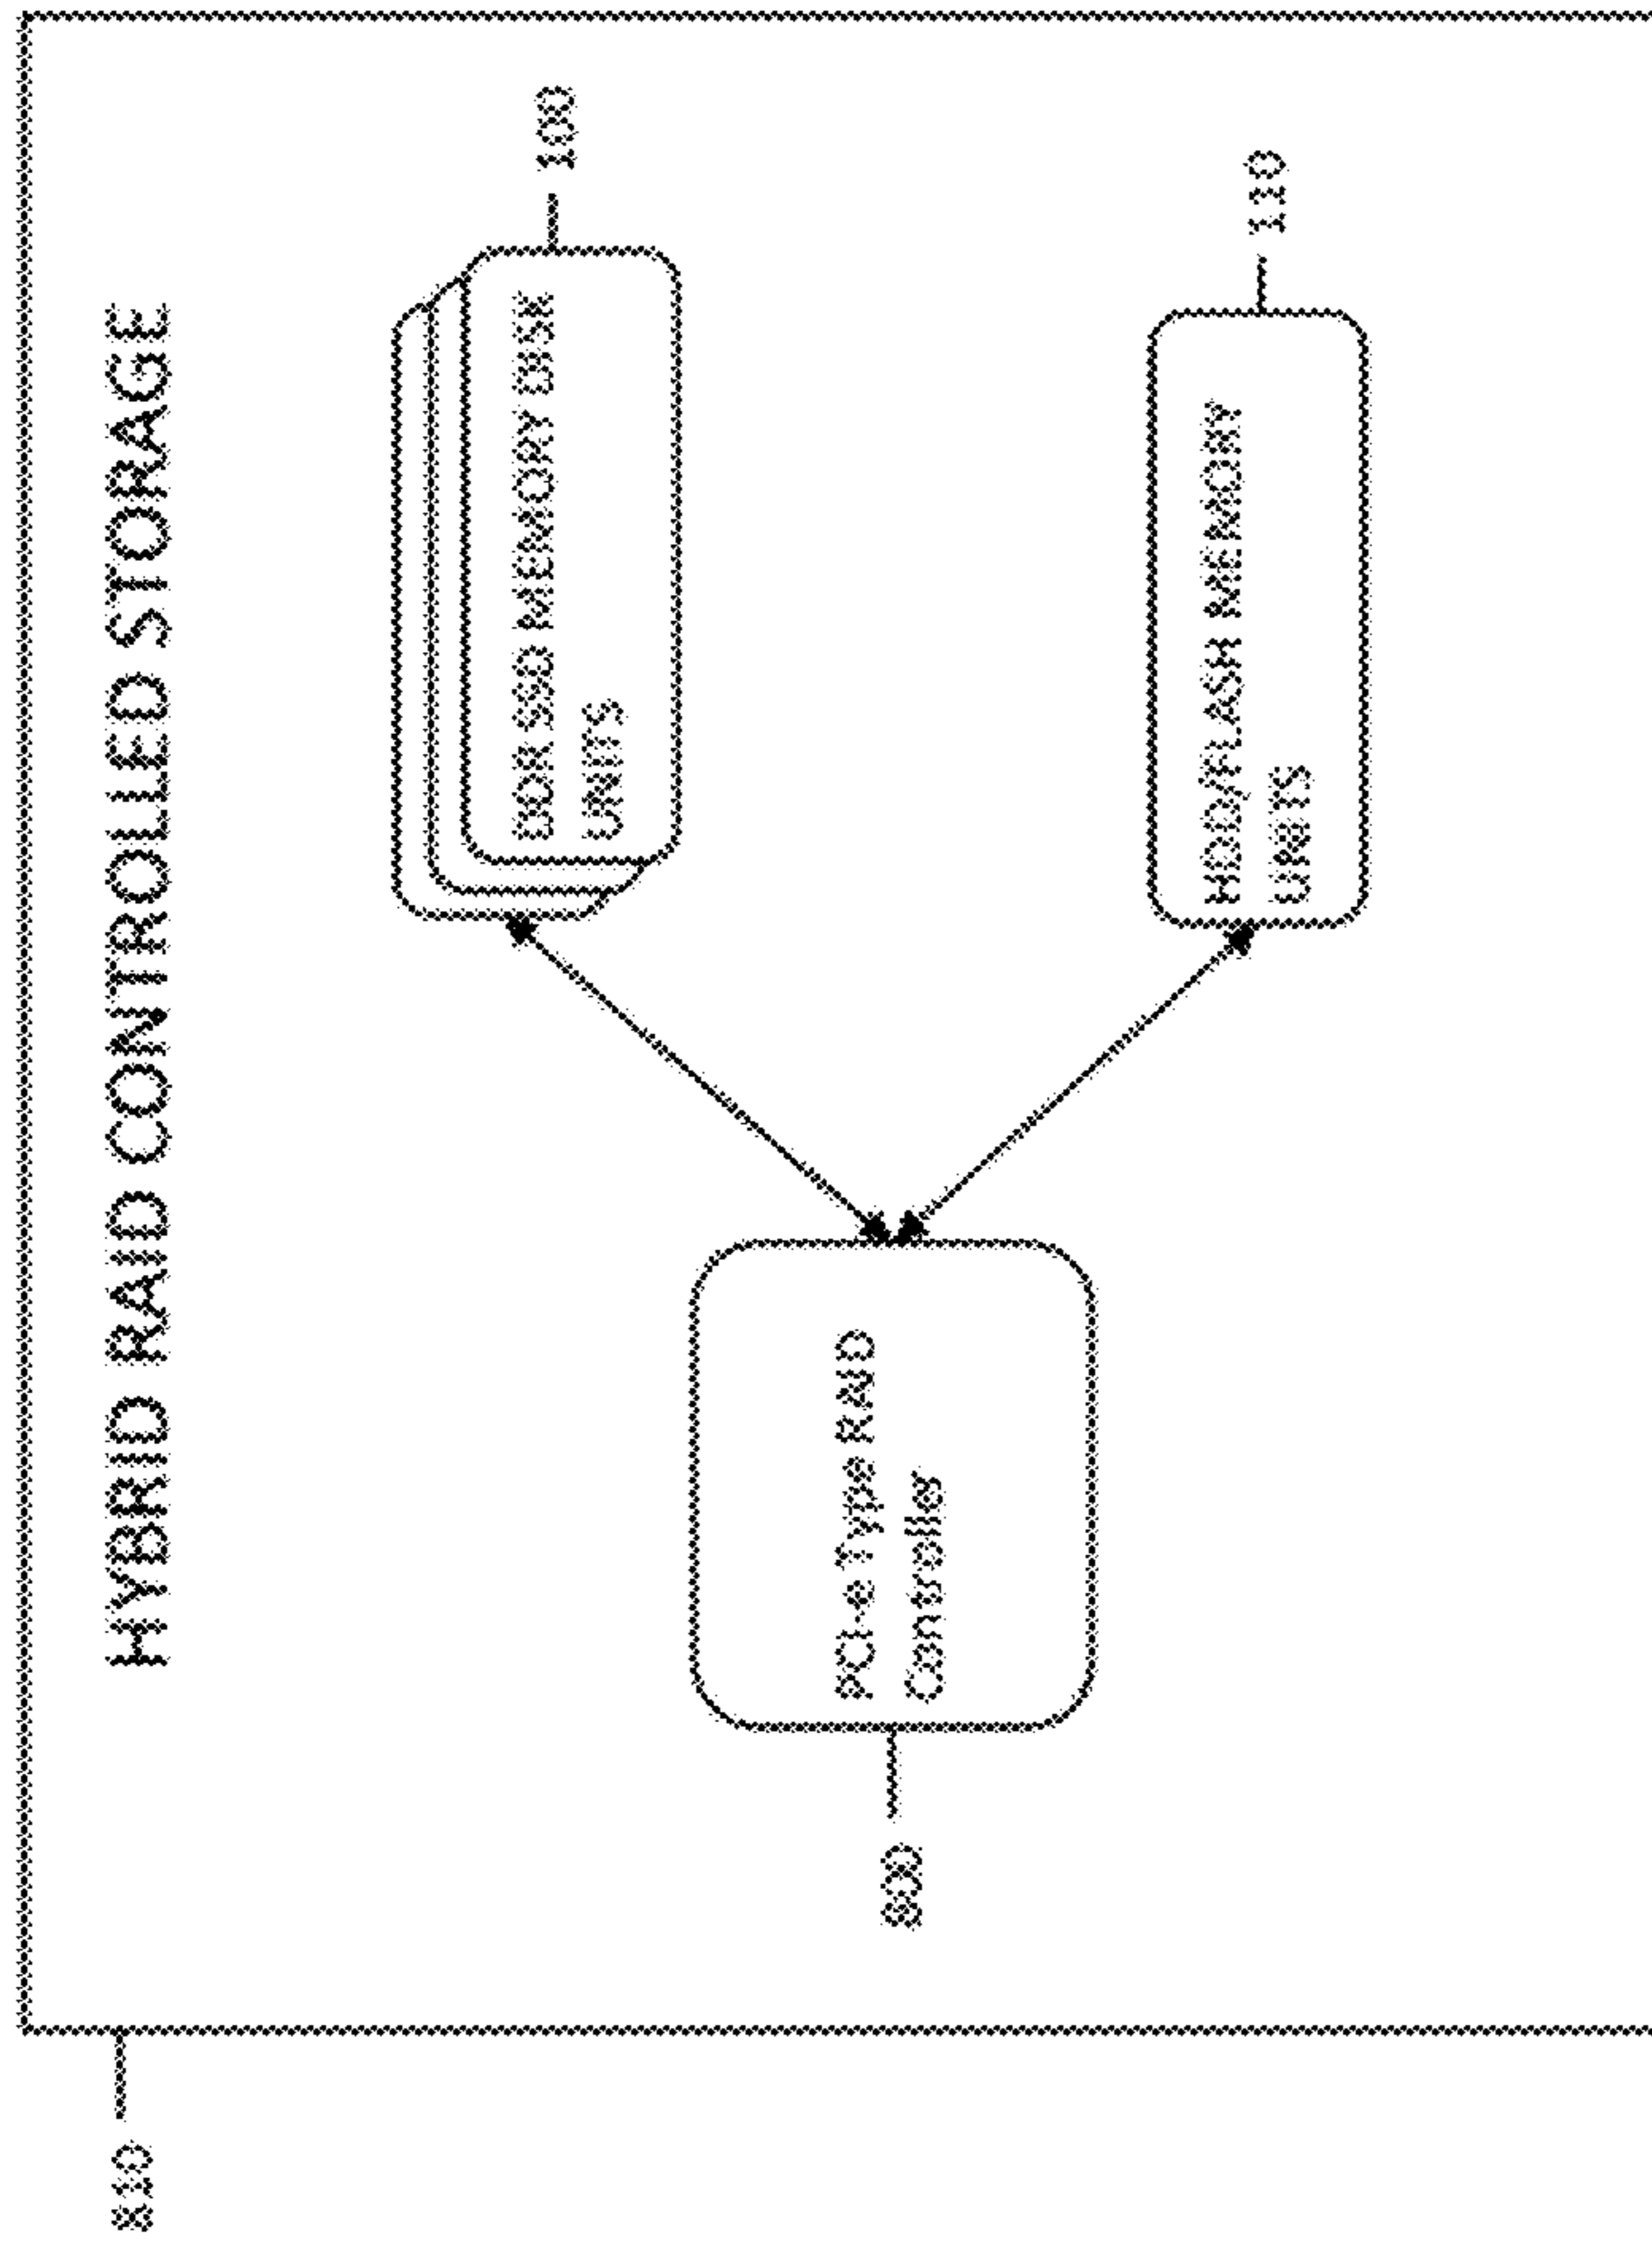 HYBRID RAID CONTROLLED STORAGE
810
DDR SSD MEMORY DISK
UNITS
100
PCI-e Type RAID
Controller
800
HDD/FLASH MEMORY
UNITS
110